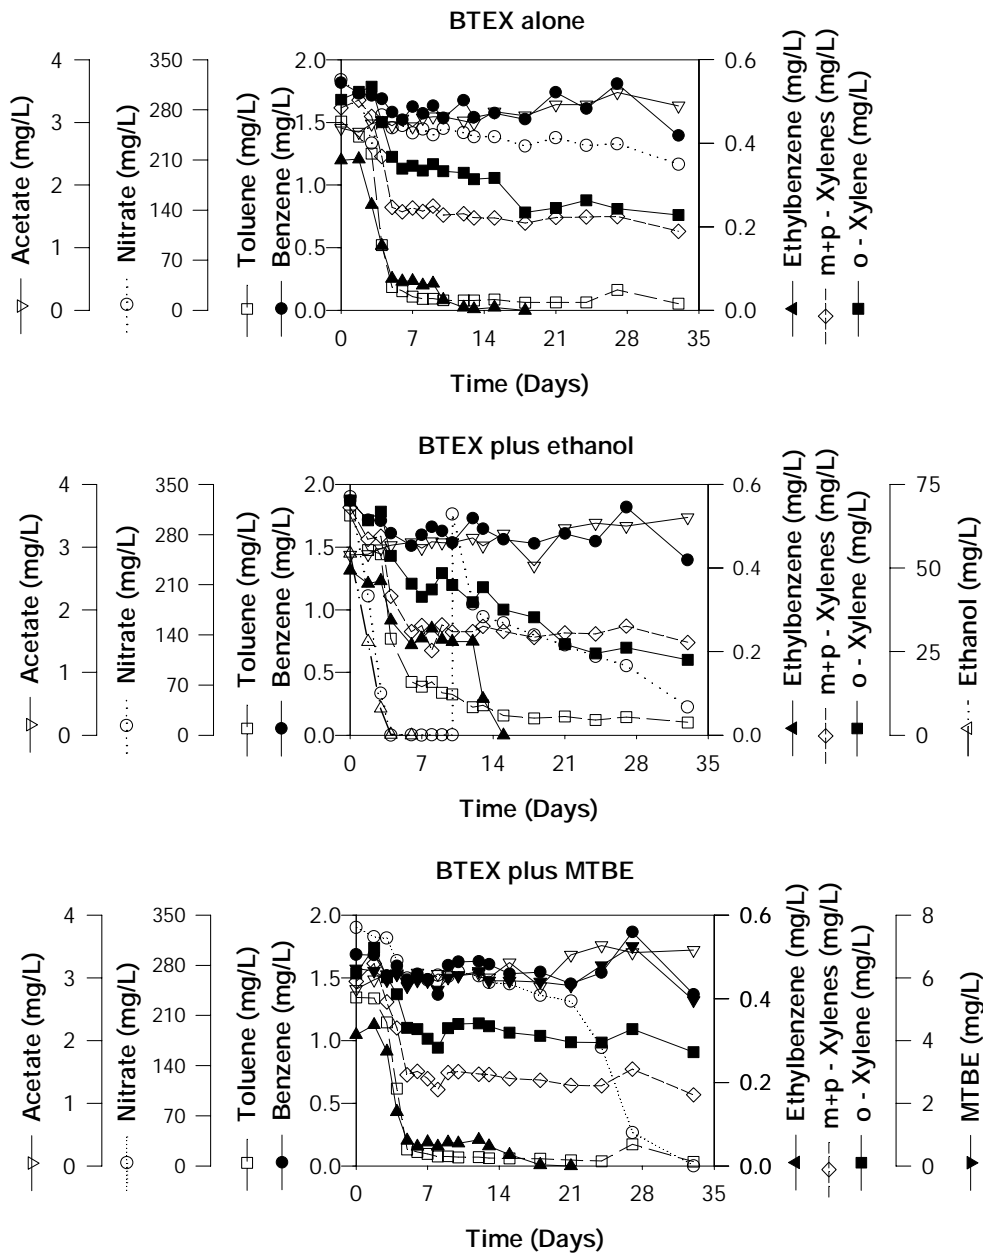 BTEX alone
Acetate (mg/L)
4
3
2
1
0
Nitrate (mg/L)
350
280
210
140
70
0
Toluene (mg/L)
Benzene (mg/L)
2.0
1.5
1.0
0.5
0.0
0.6
0.4
0.2
0.0
Ethylbenzene (mg/L)
m+p - Xylenes (mg/L)
o - Xylene (mg/L)
0 7 14 21 28 35
Time (Days)
BTEX plus ethanol
Acetate (mg/L)
4
3
2
1
0
Nitrate (mg/L)
350
280
210
140
70
0
Toluene (mg/L)
Benzene (mg/L)
2.0
1.5
1.0
0.5
0.0
0.6
0.4
0.2
0.0
Ethylbenzene (mg/L)
m+p - Xylenes (mg/L)
o - Xylene (mg/L)
75
50
25
0
Ethanol (mg/L)
0 7 14 21 28 35
Time (Days)
BTEX plus MTBE
Acetate (mg/L)
4
3
2
1
0
Nitrate (mg/L)
350
280
210
140
70
0
Toluene (mg/L)
Benzene (mg/L)
2.0
1.5
1.0
0.5
0.0
0.6
0.4
0.2
0.0
Ethylbenzene (mg/L)
m+p - Xylenes (mg/L)
o - Xylene (mg/L)
8
6
4
2
0
MTBE (mg/L)
0 7 14 21 28 35
Time (Days)